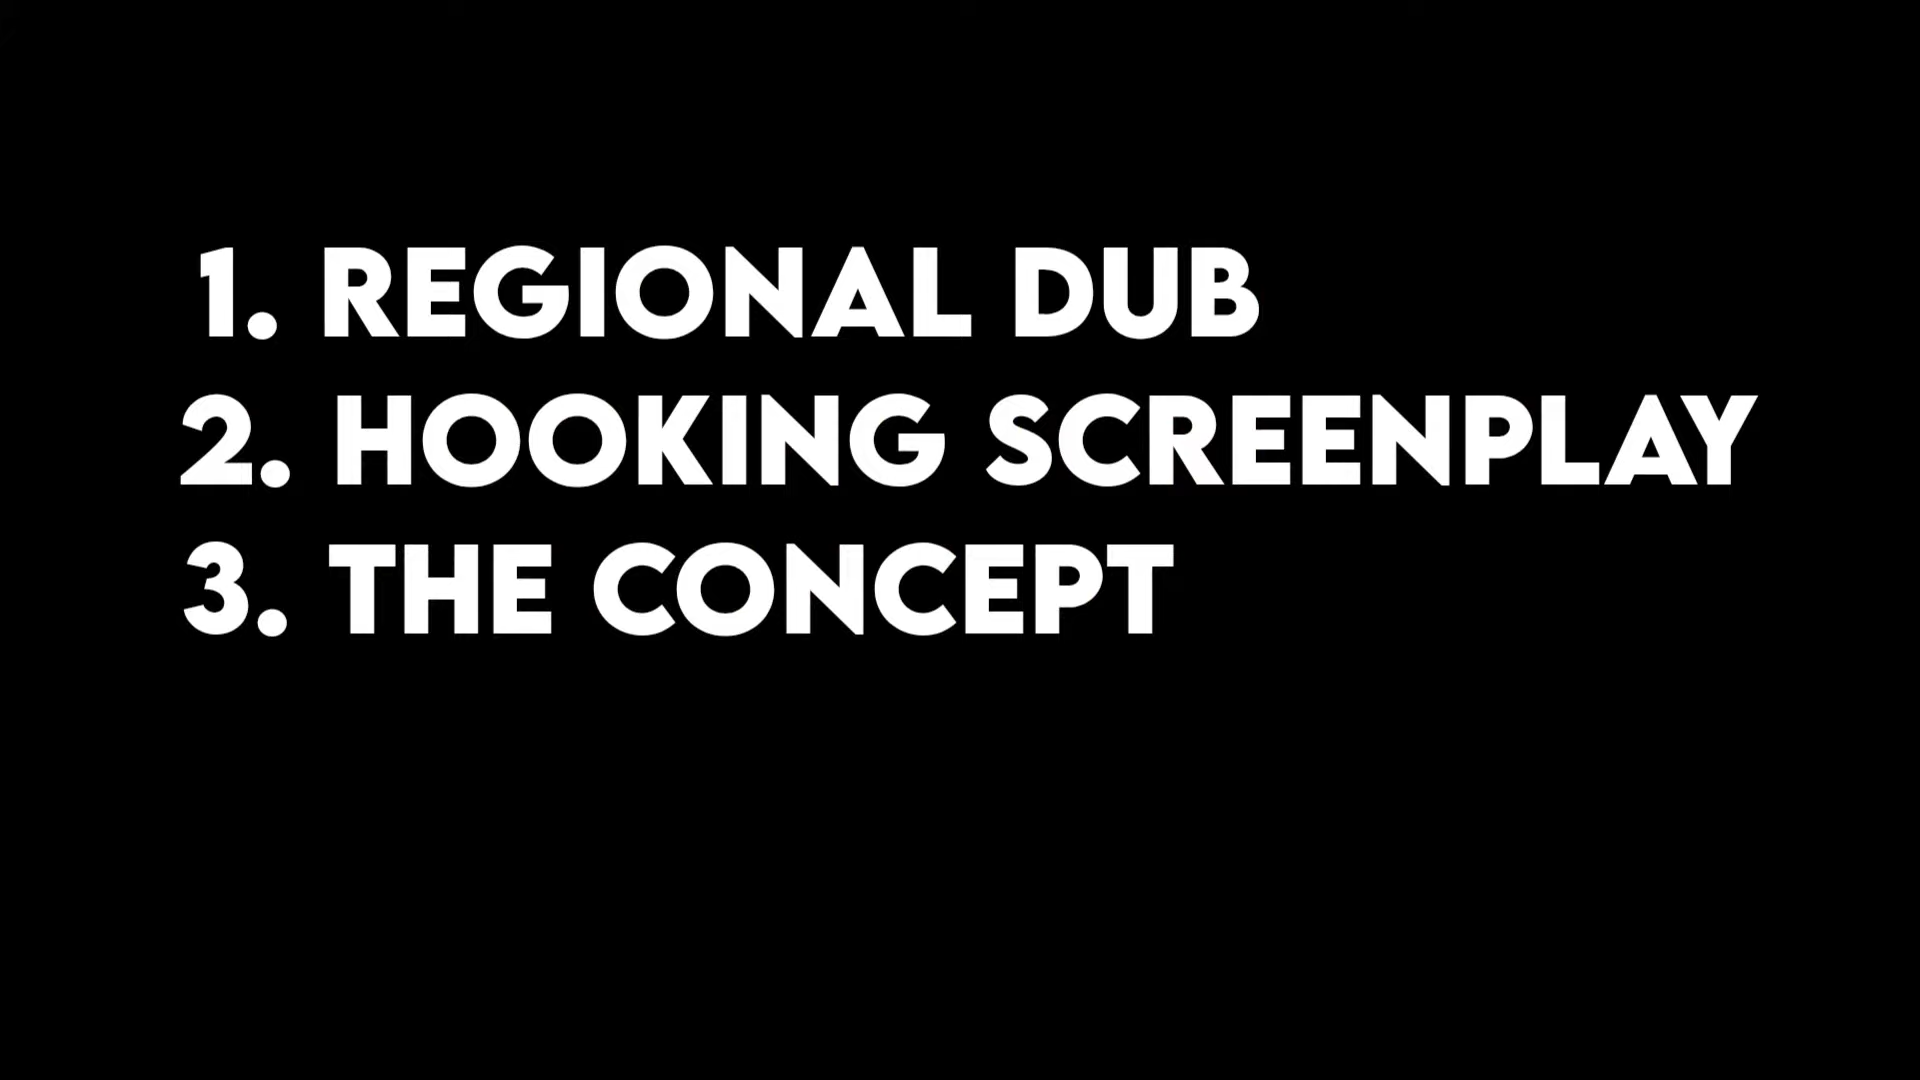 1. REGIONAL DUB
2. HOOKING SCREENPLAY
3. THE CONCEPT